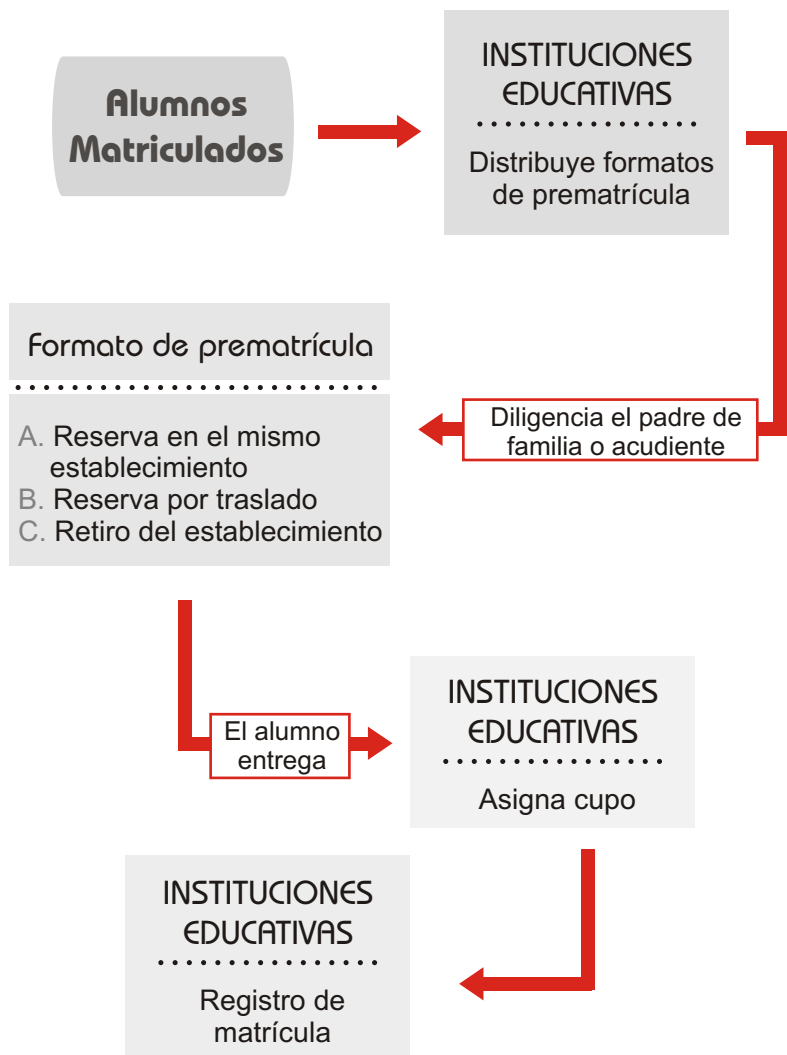 Alumnos
Matriculados
INSTITUCIONES
EDUCATIVAS
Distribuye formatos
de prematrícula
Diligencia el padre de
familia o acudiente
Formato de prematrícula
A. Reserva en el mismo
establecimiento
B. Reserva por traslado
C. Retiro del establecimiento
El alumno
entrega
INSTITUCIONES
EDUCATIVAS
Asigna cupo
INSTITUCIONES
EDUCATIVAS
Registro de
matrícula